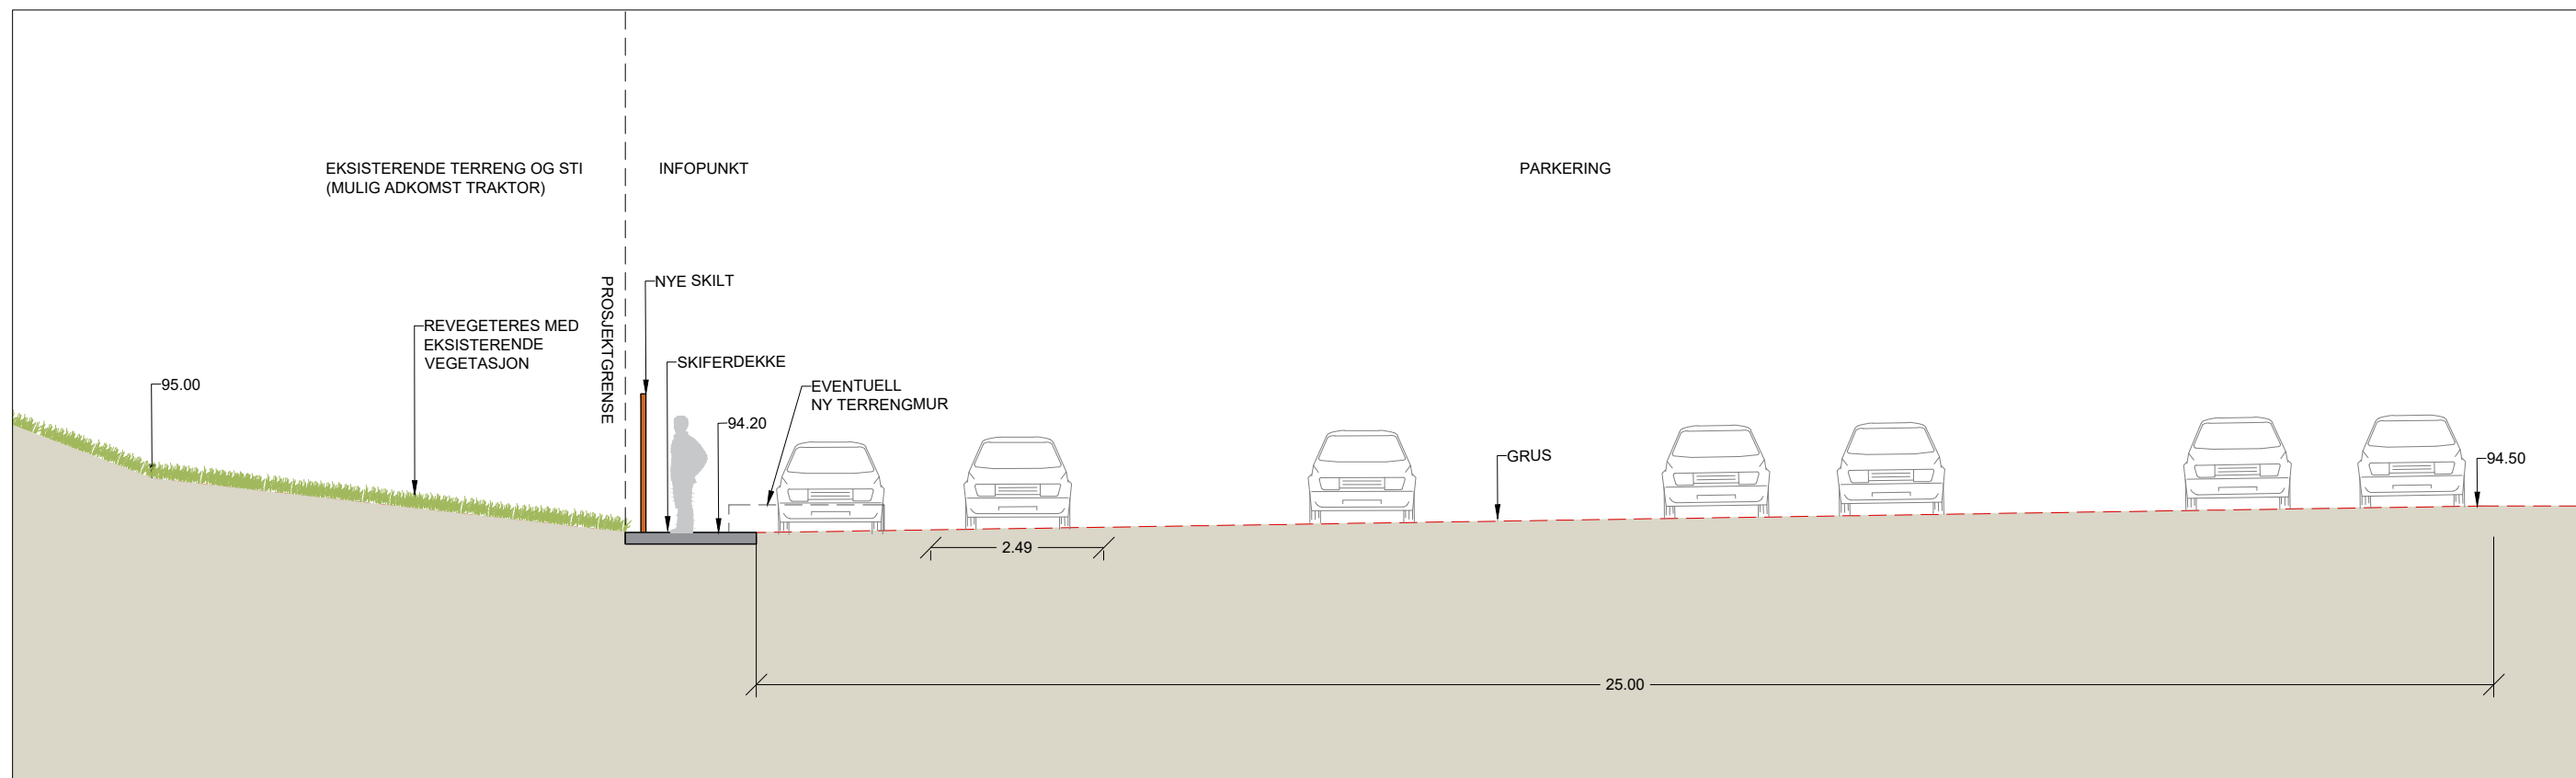 EKSISTERENDE TERRENG OG STI
(MULIG ADKOMST TRAKTOR)
INFOPUNKT
PARKERING
PROSJEKTGRENSE
NYE SKILT
REVEGETERES MED
EKSISTERENDE
VEGETASJON
SKIFERDEKKE
95.00
EVENTUELL
NY TERRENGMUR
94.20
GRUS
94.50
2.49
25.00